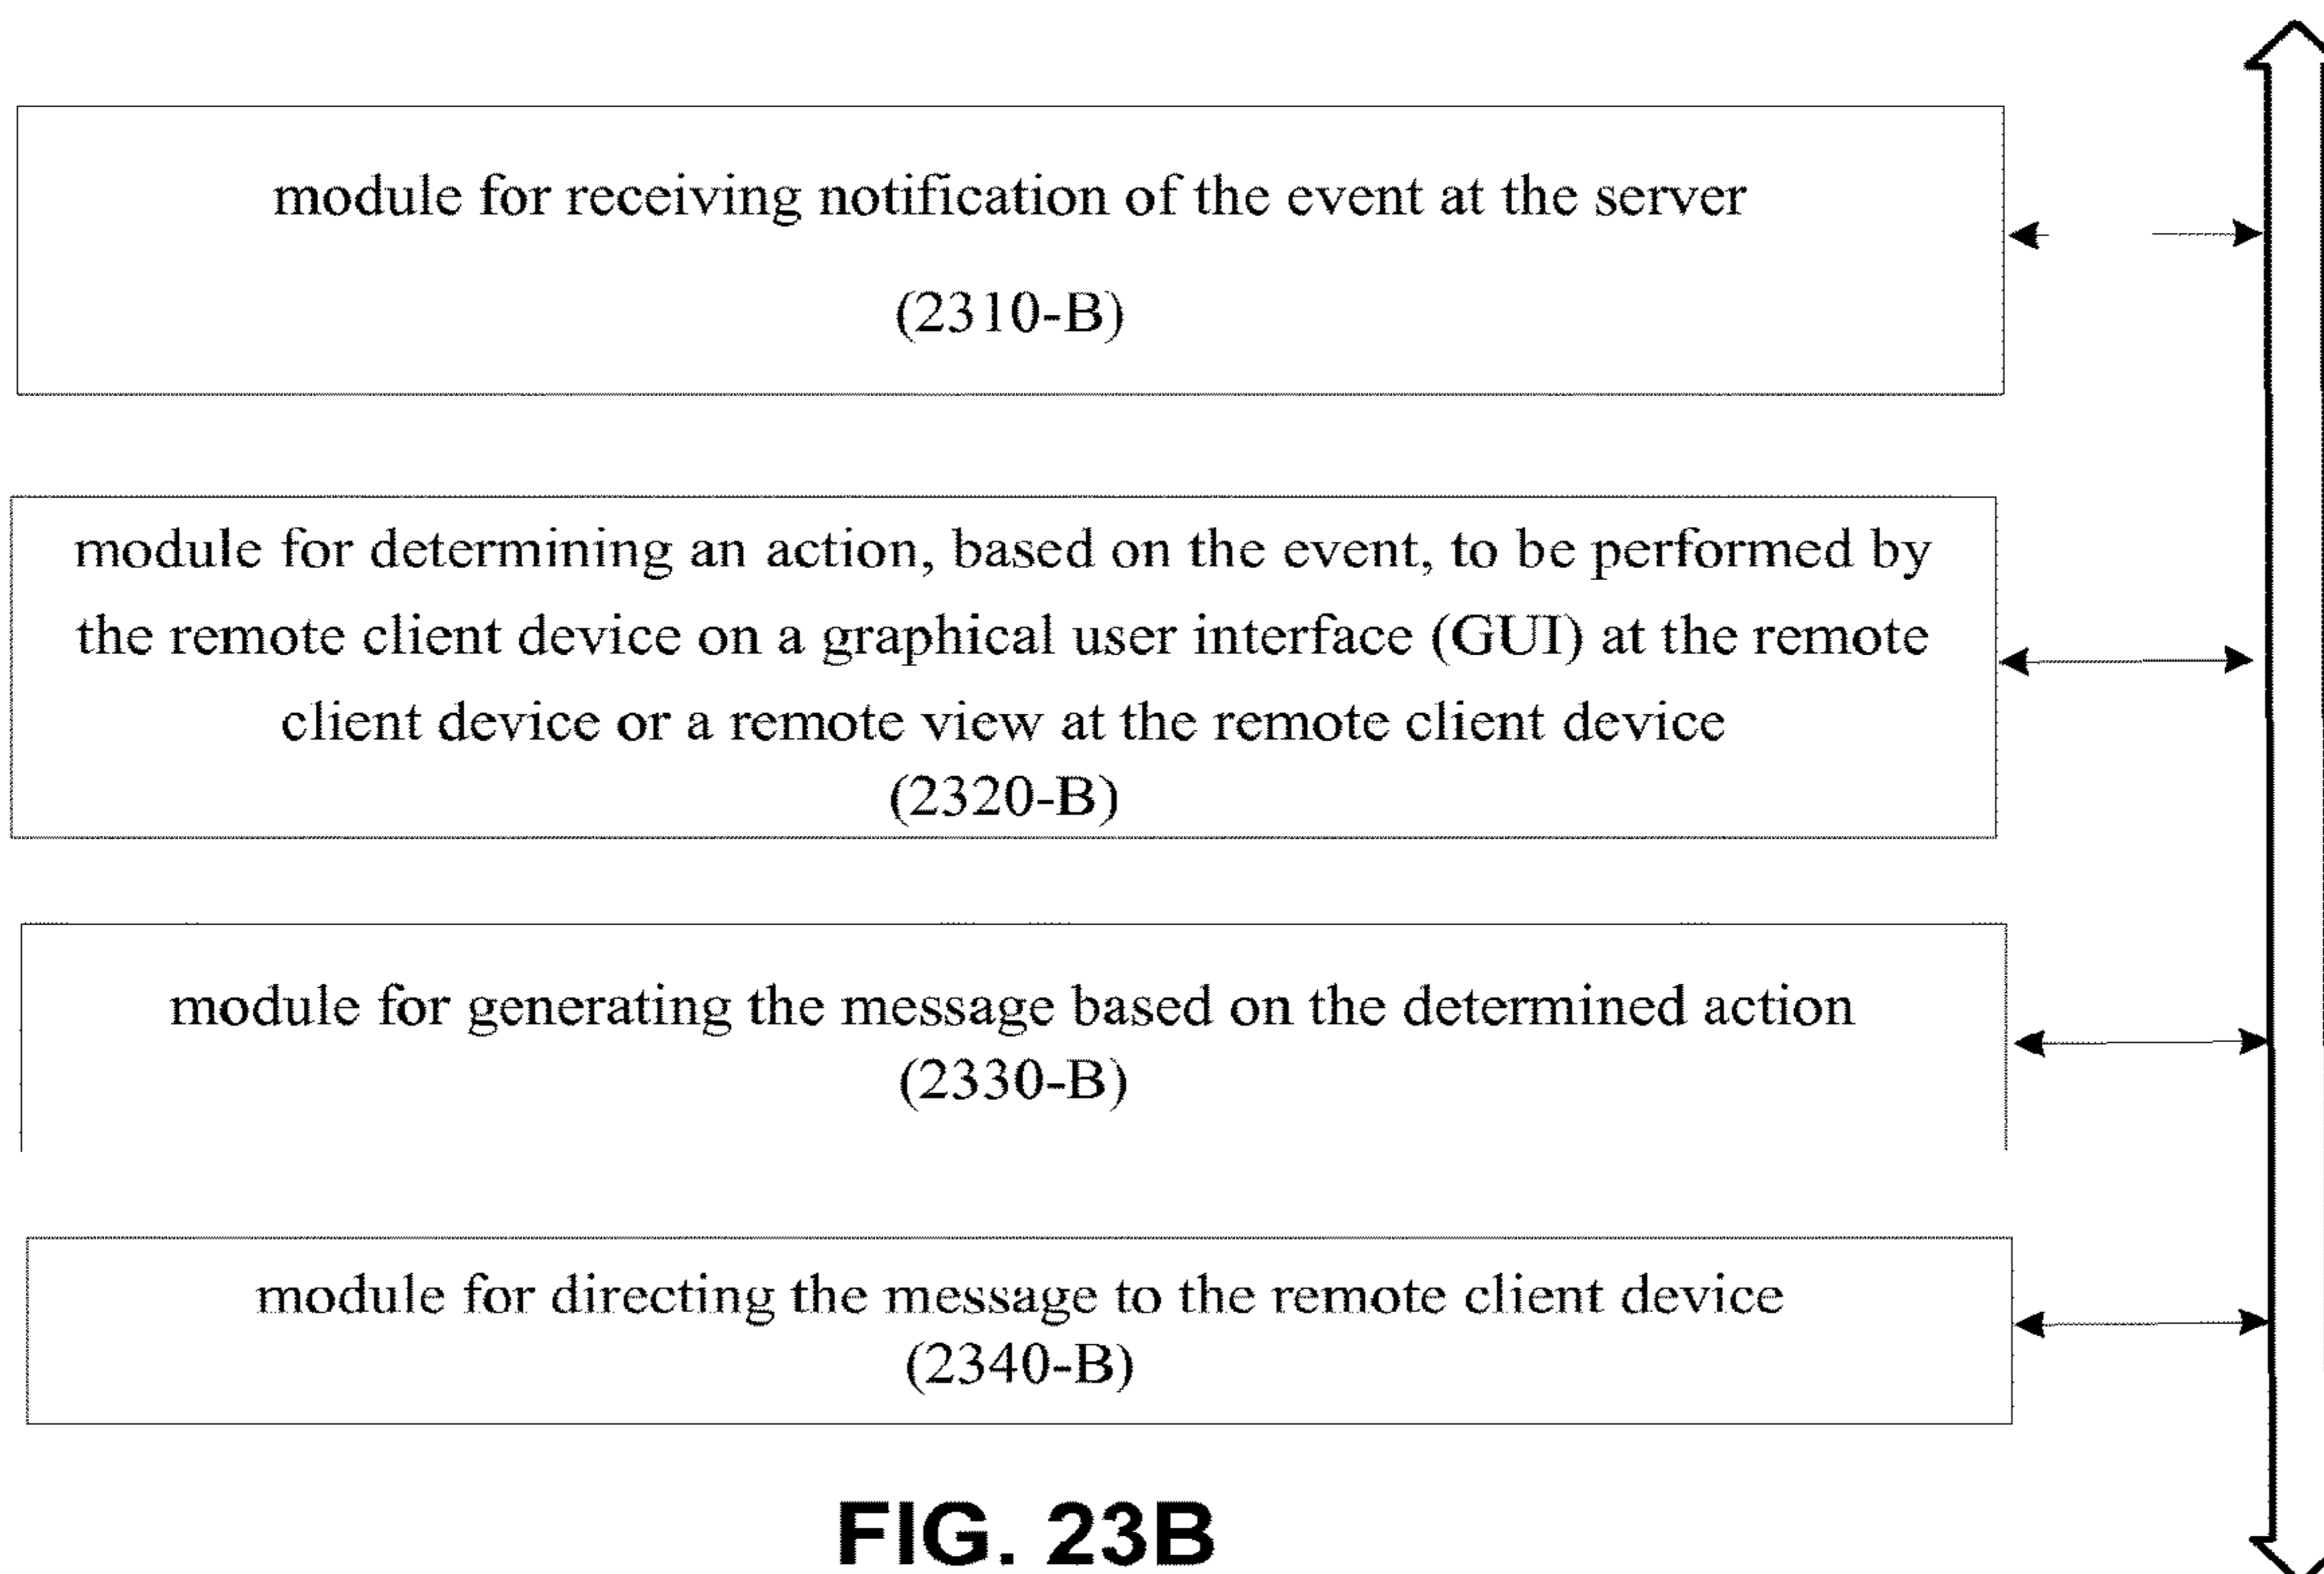 module for receiving notification of the event at the server
(2310-B)
module for determining an action, based on the event, to be performed by
the remote client device on a graphical user interface (GUI) at the remote
client device or a remote view at the remote client device
(2320-B)
module for generating the message based on the determined action
(2330-B)
module for directing the message to the remote client device
(2340-B)
FIG. 23B